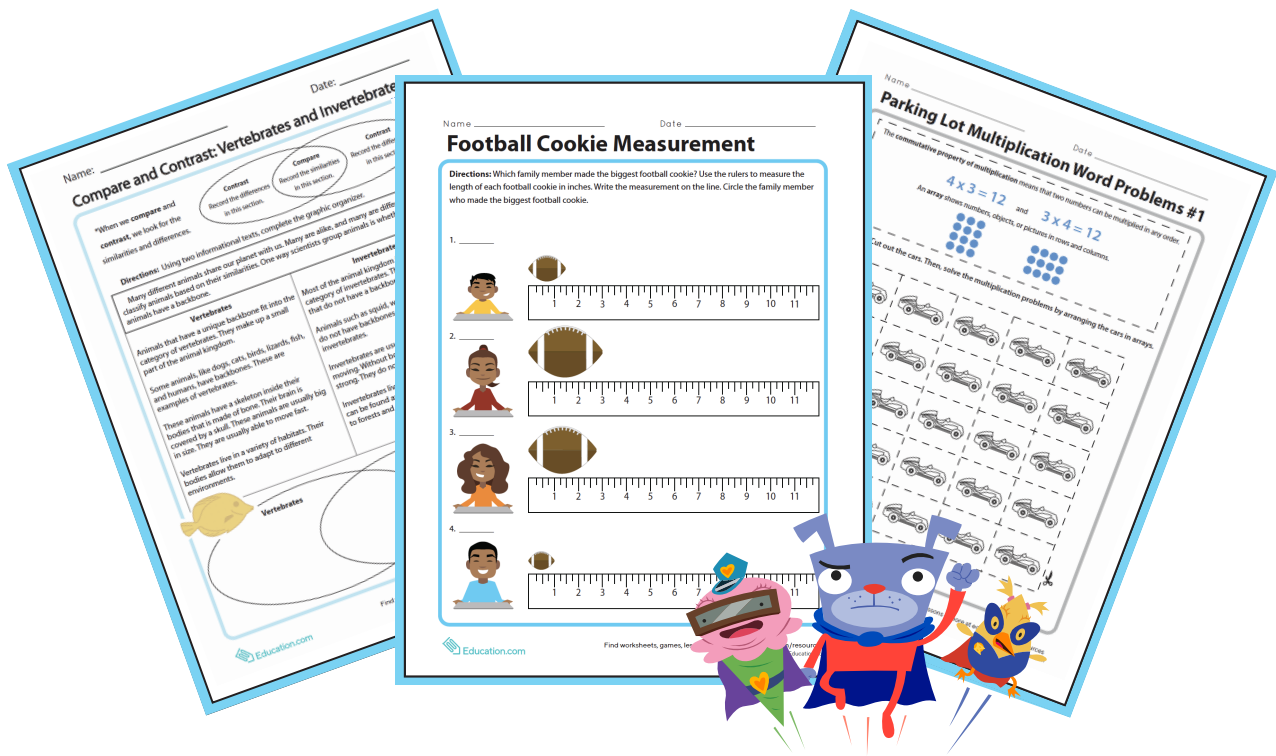 Date:
Name:
Compare and Contrast: Vertebrates and Invertebrate
*When we compare and
contrast, we look for the
similarities and differences.
Contrast
Record the differences
in this section.
Compare
Record the similarities
in this section.
Contrast
Record the
in this
Directions: Using two informational texts, complete the graphic organizer.
Many different animals share our planet with us. Many are alike, and many are
classify animals based on their similarities. One way scientists group animals is
animals have a backbone.
Vertebrates
Animals that have a unique backbone fit into the
category of vertebrates. They make up a small
part of the animal kingdom.
Some animals, like dogs, cats, birds, lizards, fish,
and humans, have backbones. These are
examples of vertebrates.
These animals have a skeleton inside their
bodies that is made of bone. Their brain is
covered by a skull. These animals are usually big
in size. They are usually able to move fast.
Vertebrates live in a variety of habitats. Their
bodies allow them to adapt to different
environments.
Invertebrate
Most of the animal kingdom
category of invertebrates.
that do not have a
Animals such as squid,
do not have backbones
invertebrates.
Invertebrates are
moving. Without
strong. They do
Invertebrates
can be found
to forests and
Vertebrates
Find
Education.com
Name
Date
Football Cookie Measurement
Directions: Which family member made the biggest football cookie? Use the rulers to measure the
length of each football cookie in inches. Write the measurement on the line. Circle the family member
who made the biggest football cookie.
1.
1 2 3 4 5 6 7 8 9 10 11
2.
1 2 3 4 5 6 7 8 9 10 11
3.
1 2 3 4 5 6 7 8 9 10 11
4.
1 2 3 4 5 6 7 8 9 10 11
Education.com
Find worksheets, games,
Name
Date
Parking Lot Multiplication Word Problems #1
The commutative property of multiplication means that two numbers can be multiplied in any order.
4 x 3 = 12 and 3 x 4 = 12
An array shows numbers, objects, or pictures in rows and columns.
Cut out the cars. Then, solve the multiplication problems by arranging the cars in arrays.